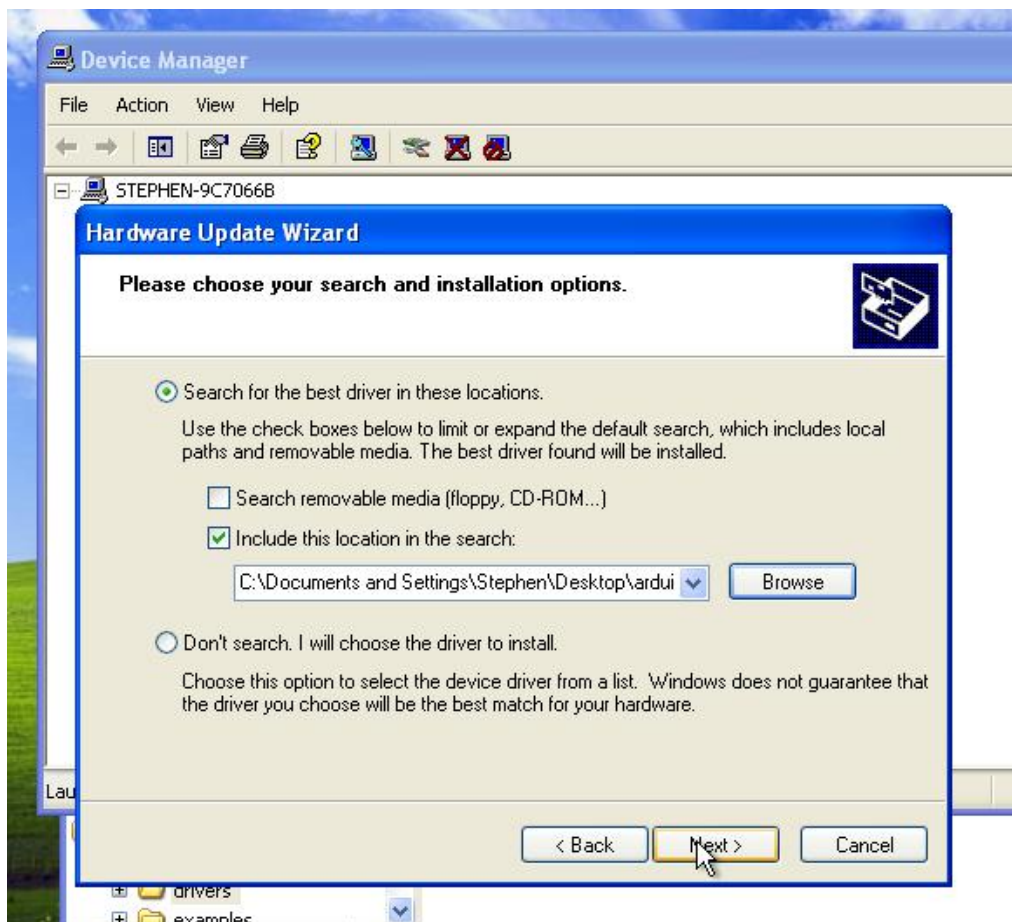 Device Manager
File Action View Help
STEPHEN-9C7066B
Hardware Update Wizard
Please choose your search and installation options.
Search for the best driver in these locations.
Use the check boxes below to limit or expand the default search, which includes local
paths and removable media. The best driver found will be installed.
Search removable media (floppy, CD-ROM...)
Include this location in the search:
C:\Documents and Settings\Stephen\Desktop\ardui
Browse
Don't search. I will choose the driver to install.
Choose this option to select the device driver from a list. Windows does not guarantee that
the driver you choose will be the best match for your hardware.
Lau
< Back Next > Cancel
drivers
examples